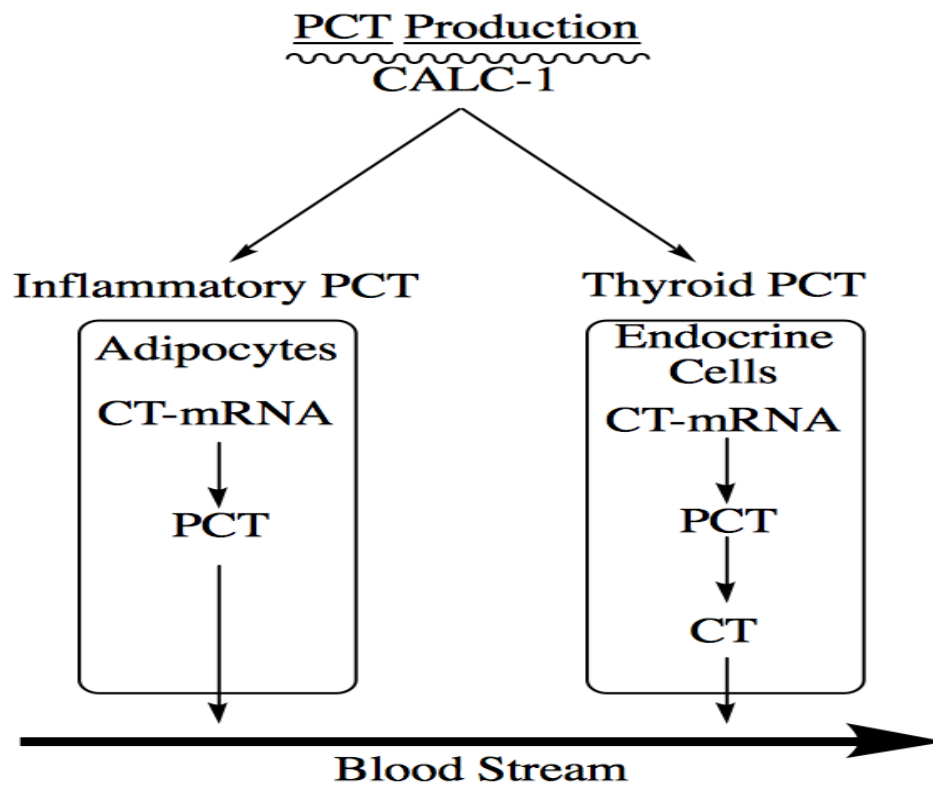 PCT Production
CALC-1
Inflammatory PCT
Adipocytes
CT-mRNA
PCT
Thyroid PCT
Endocrine
Cells
CT-mRNA
PCT
CT
Blood Stream